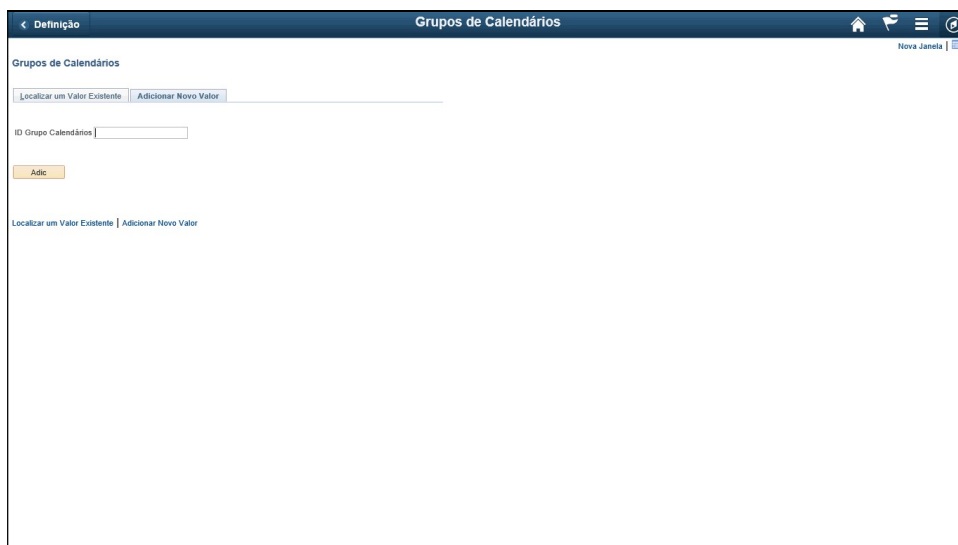 Definição
Grupos de Calendários
Nova Janela |
Grupos de Calendários
Localizar um Valor Existente Adicionar Novo Valor
ID Grupo Calendários
Adic
Localizar um Valor Existente | Adicionar Novo Valor